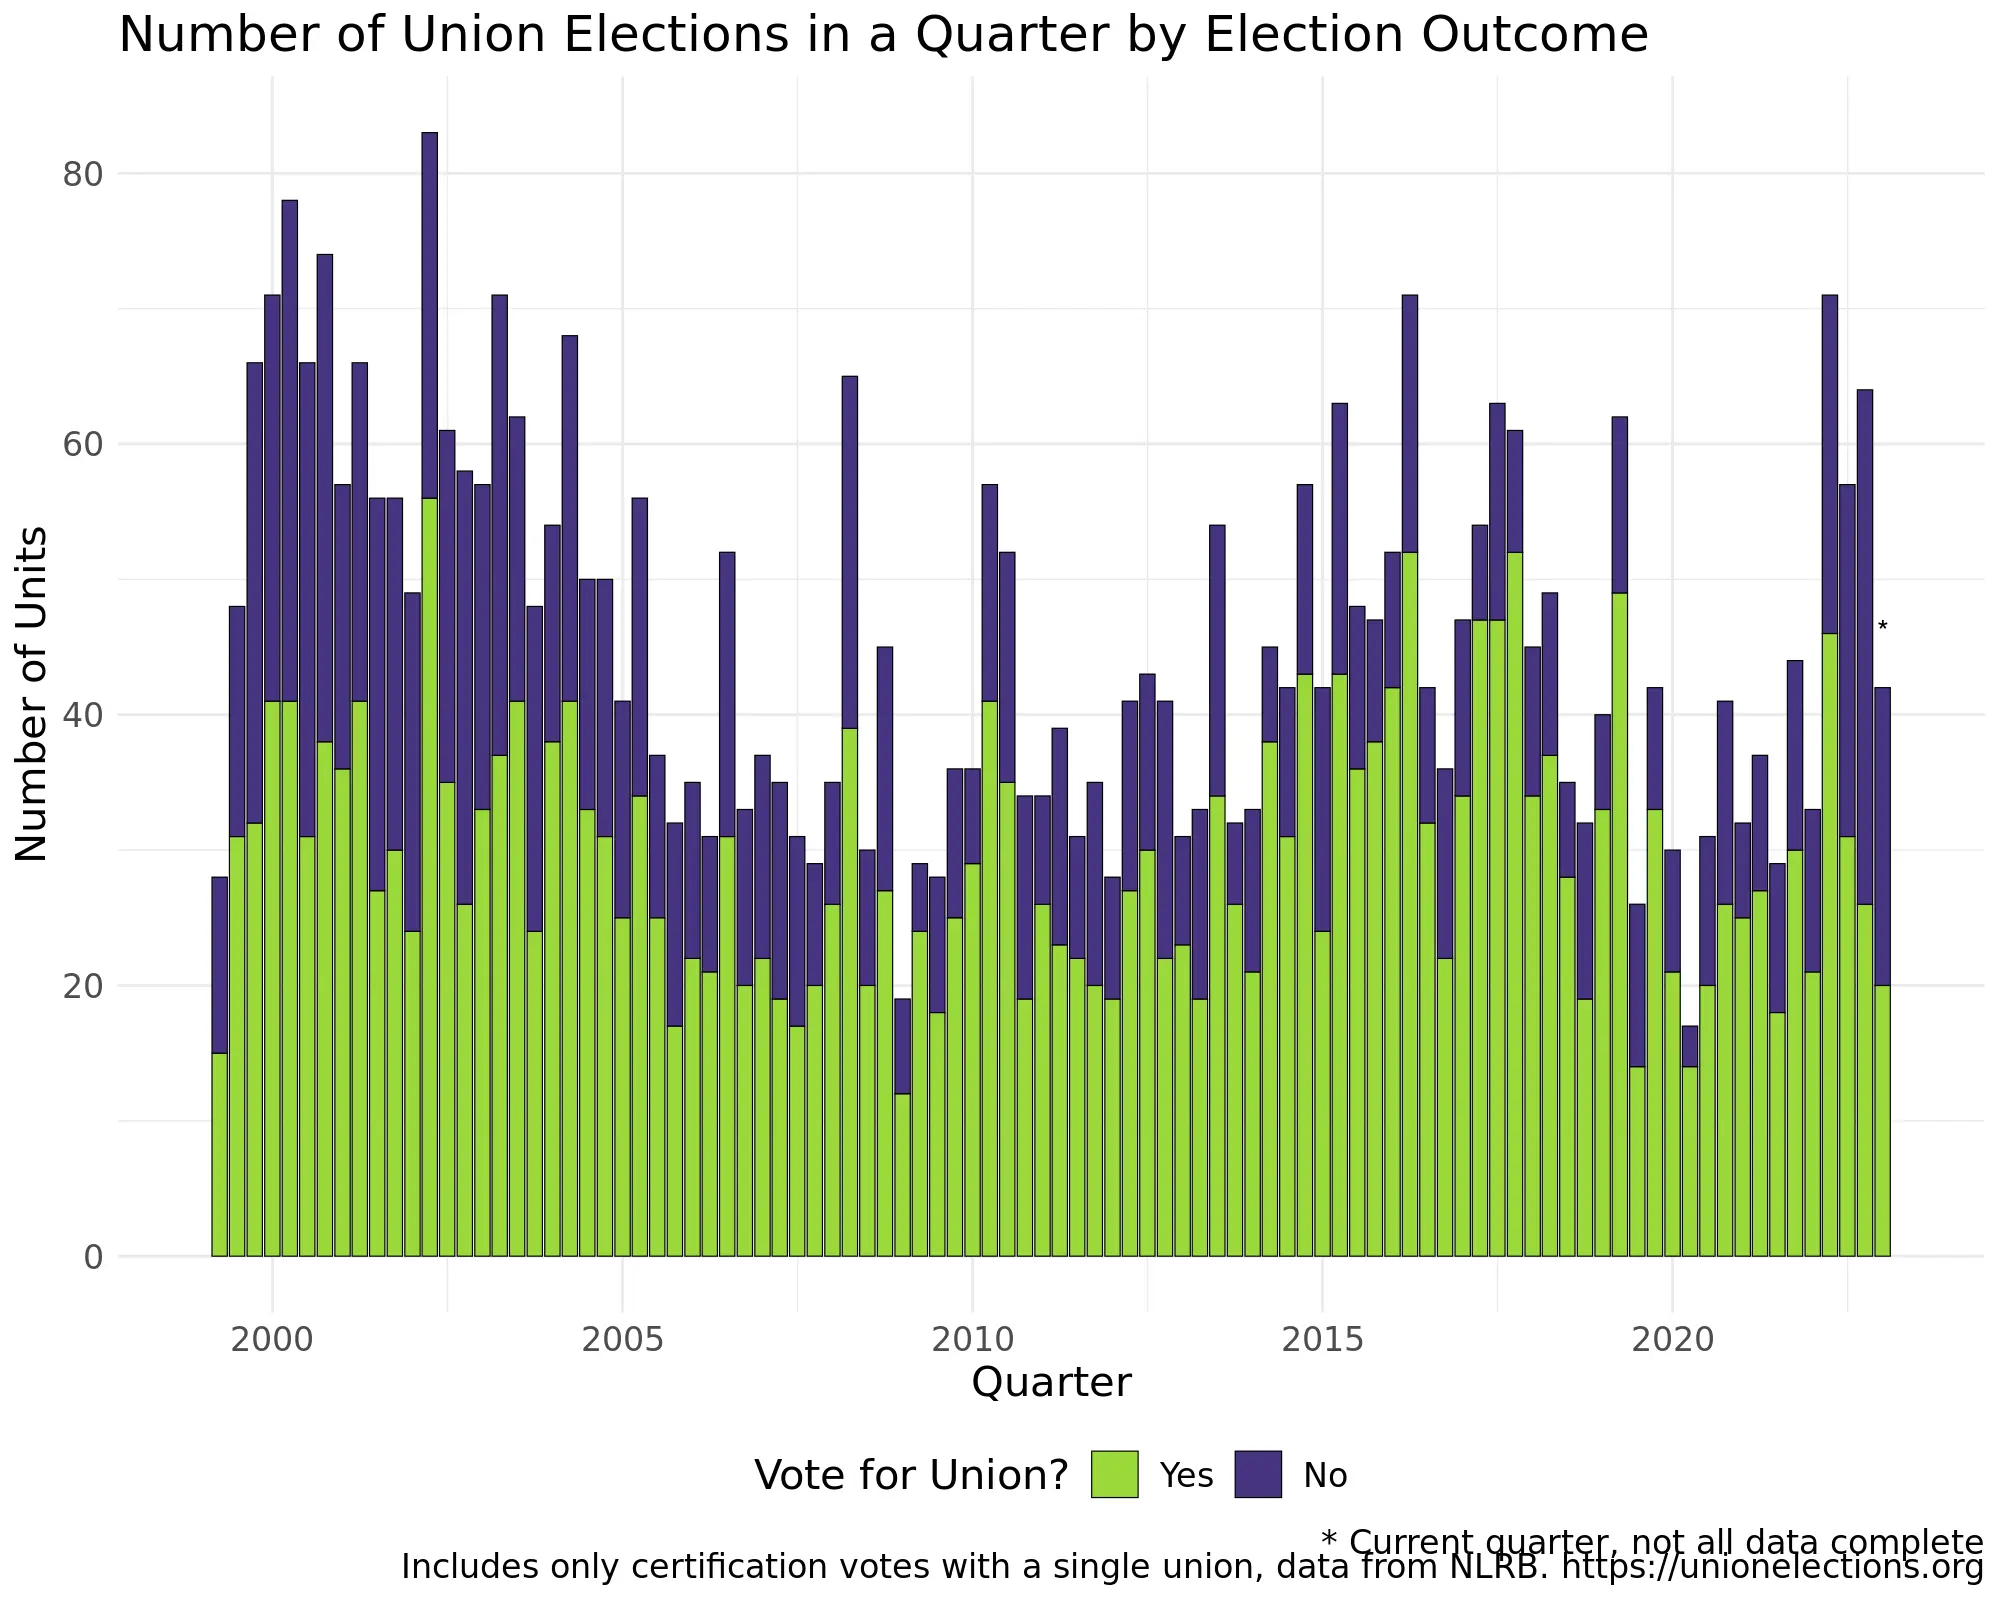 Number of Union Elections in a Quarter by Election Outcome
Number of Units
80
60
40
20
0
*
2000 2005 2010 2015 2020
Quarter
Vote for Union? Yes No
* Current quarter, not all data complete
Includes only certification votes with a single union, data from NLRB. https://unionelections.org